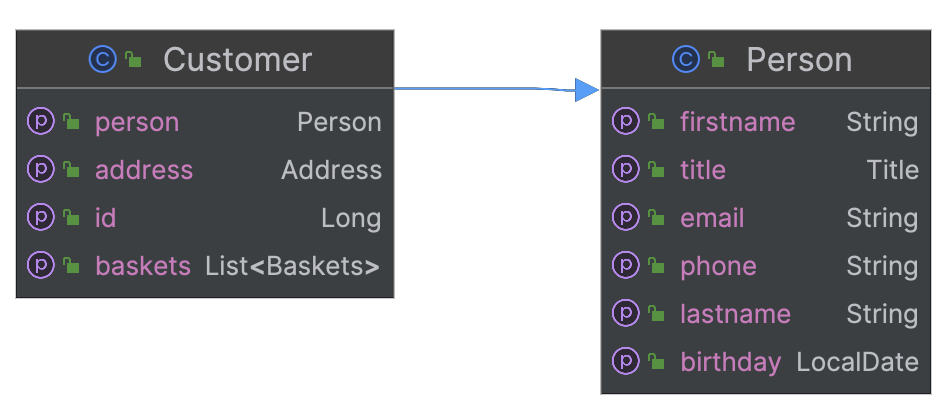 C Customer
p person Person
p address Address
p id Long
p baskets List<Baskets>
C Person
p firstname String
p title Title
p email String
p phone String
p lastname String
p birthday LocalDate